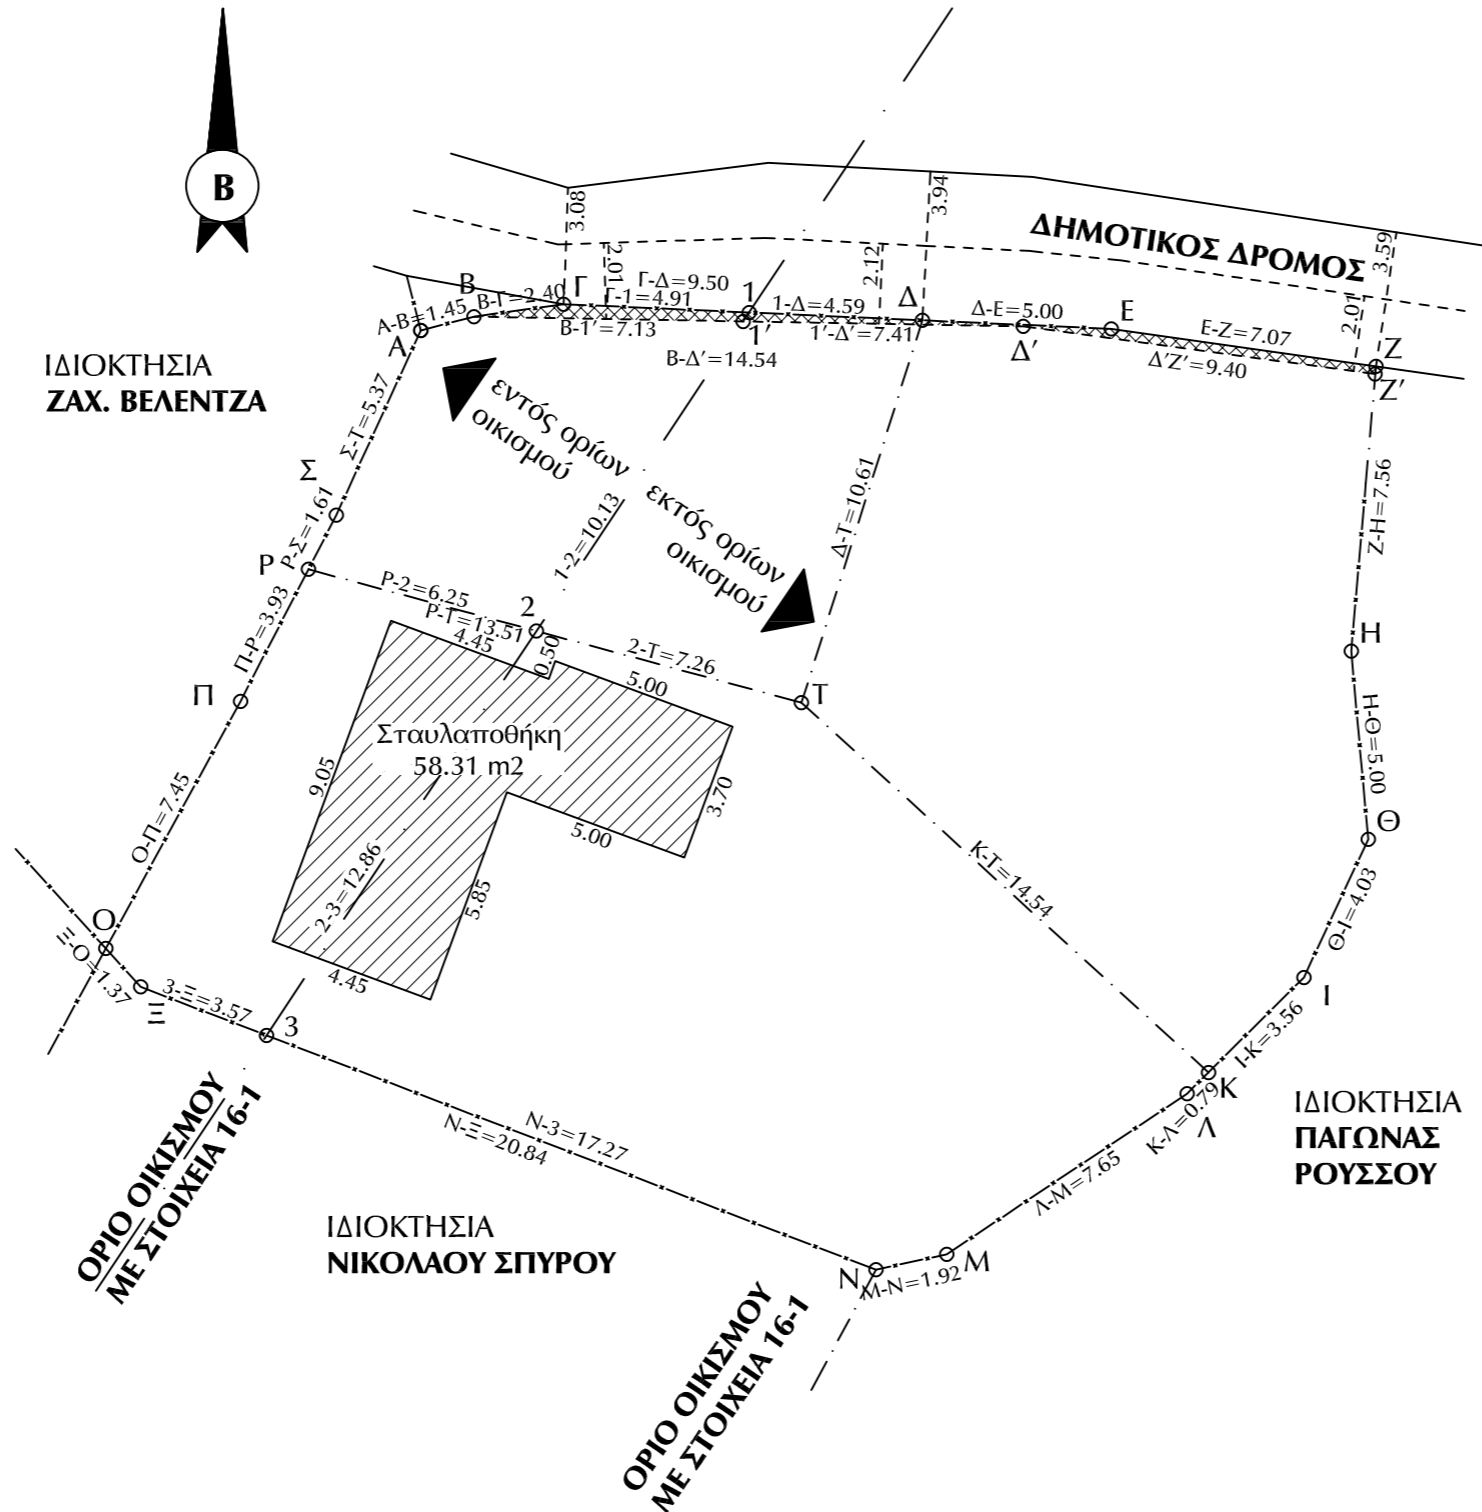 Β
ΔΗΜΟΤΙΚΟΣ ΔΡΟΜΟΣ
3.08
3.94
3.59
2.01
2.12
2.01
Α
Β
Γ
1
1'
Δ
Δ'
Ε
Ζ
Ζ'
Α-Β=1.45
Β-Γ=2.40
Γ-Δ=9.50
Γ-1=4.91
1-Δ=4.59
Δ-Ε=5.00
Ε-Ζ=7.07
Β-1'=7.13
1'-Δ'=7.41
Β-Δ'=14.54
Δ'Ζ'=9.40
ΙΔΙΟΚΤΗΣΙΑ
ΖΑΧ. ΒΕΛΕΝΤΖΑ
εντός ορίων
οικισμού
εκτός ορίων
οικισμού
Σ-Τ=5.37
Σ
Ρ-Σ=1.61
Ρ
Π-Ρ=3.93
Π
Ο-Π=7.45
Ο
Ξ-Ο=1.37
Ξ
3-Ξ=3.57
3
1-2=10.13
Δ-Τ=10.61
Ζ-Η=7.56
Η
Η-Θ=5.00
Θ
Θ-Ι=4.03
Ι
Ι-Κ=3.56
Κ
Κ-Λ=0.79
Λ
Λ-Μ=7.65
Μ
Μ-Ν=1.92
Ν
Ρ-2=6.25
Ρ-Τ=13.51
2
2-Τ=7.26
Τ
Κ-Τ=14.54
4.45
0.50
5.00
Σταυλαποθήκη
58.31 m2
9.05
3.70
5.00
5.85
4.45
2-3=12.86
Ν-3=17.27
Ν-Ξ=20.84
ΟΡΙΟ ΟΙΚΙΣΜΟΥ
ΜΕ ΣΤΟΙΧΕΙΑ 16-1
ΙΔΙΟΚΤΗΣΙΑ
ΝΙΚΟΛΑΟΥ ΣΠΥΡΟΥ
ΟΡΙΟ ΟΙΚΙΣΜΟΥ
ΜΕ ΣΤΟΙΧΕΙΑ 16-1
ΙΔΙΟΚΤΗΣΙΑ
ΠΑΓΩΝΑΣ
ΡΟΥΣΣΟΥ